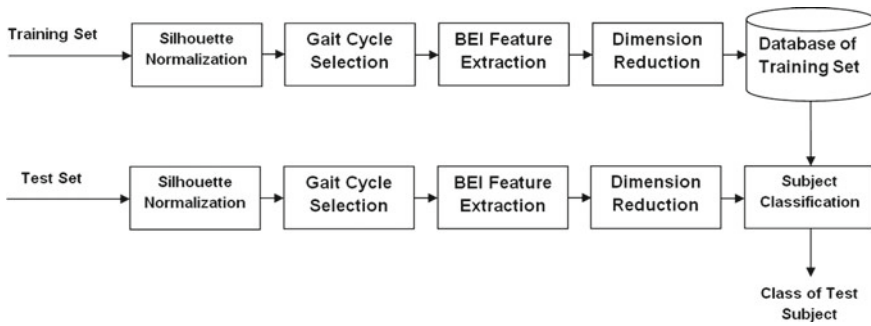 Training Set
Silhouette
Normalization
Gait Cycle
Selection
BEI Feature
Extraction
Dimension
Reduction
Database of
Training Set
Test Set
Silhouette
Normalization
Gait Cycle
Selection
BEI Feature
Extraction
Dimension
Reduction
Subject
Classification
Class of Test
Subject